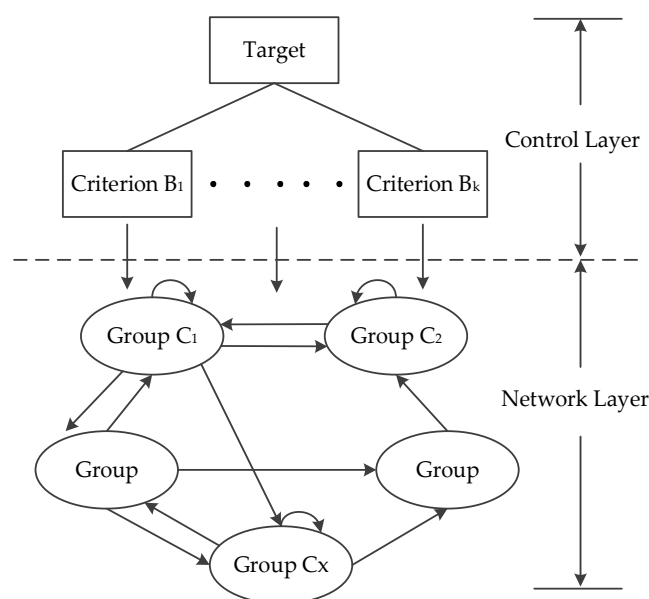 Target
Control Layer
Criterion B₁
Criterion Bₖ
Group C₁
Group C₂
Network Layer
Group
Group
Group Cx